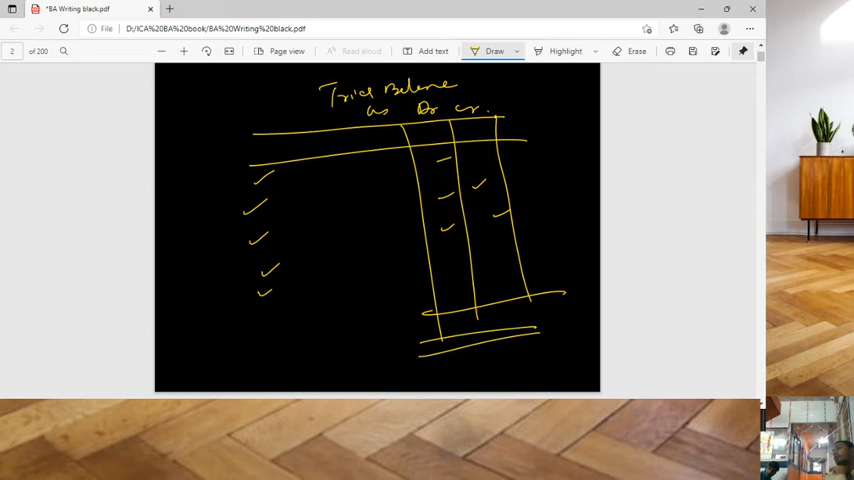 *BA Writing black.pdf
File D:/ICA%20BA%20book/BA%20Writing%20black.pdf
2 of 200 Page view Read aloud Add text Draw Highlight Erase
Trial Balance
as Dr cr.